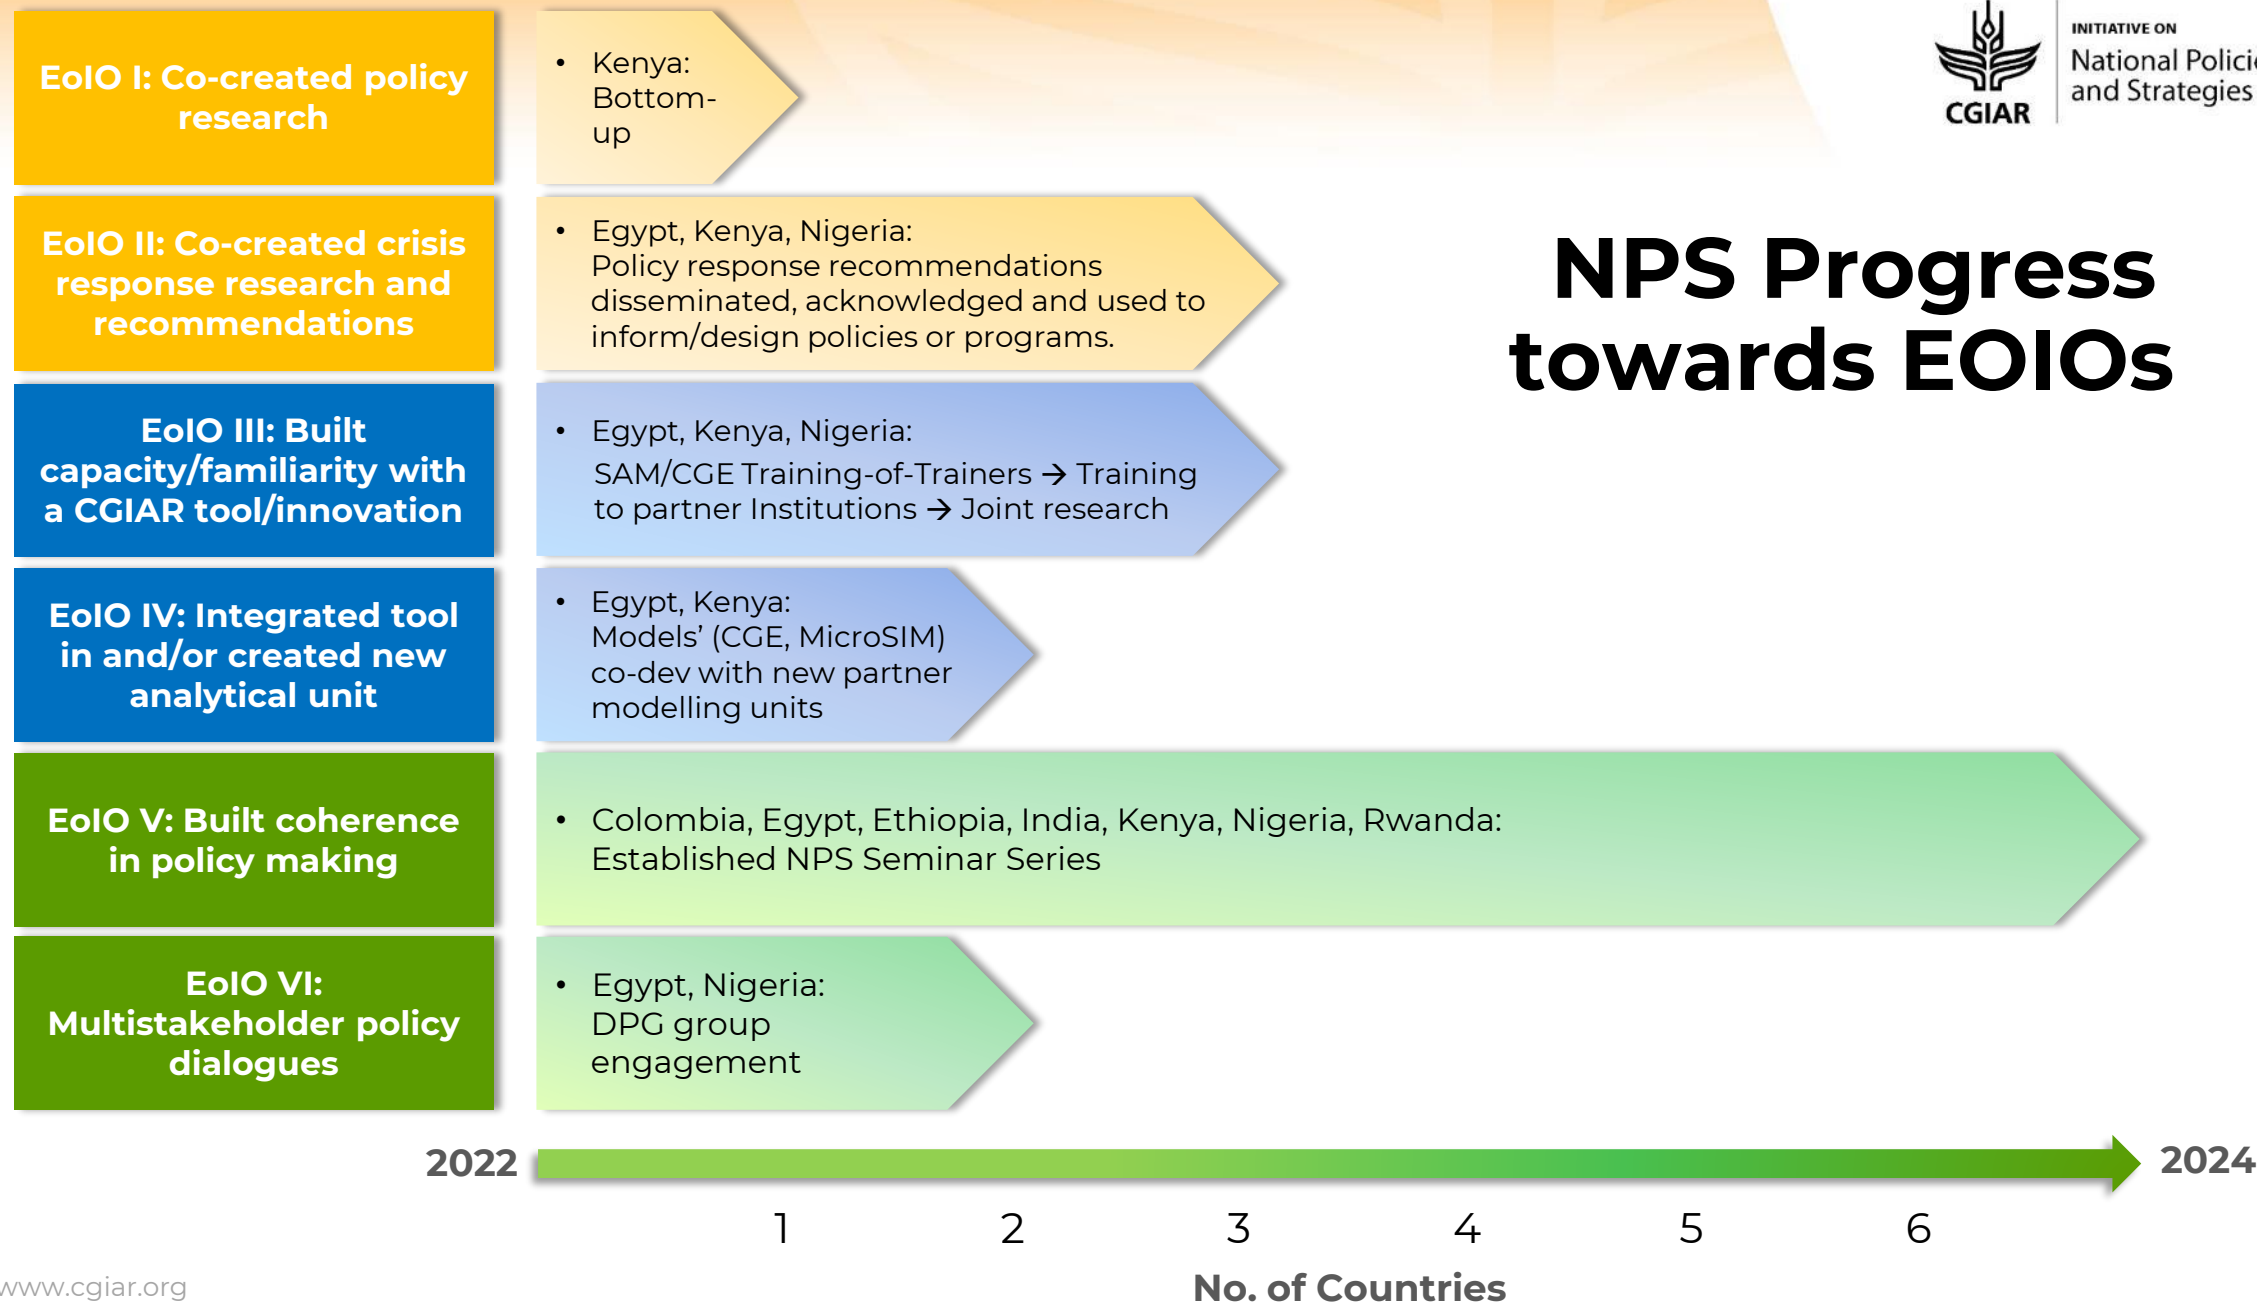 EoIO I: Co-created policy
research
• Kenya:
Bottom-
up
INITIATIVE ON
National Policie
and Strategies
CGIAR
NPS Progress
towards EOIOs
EoIO II: Co-created crisis
response research and
recommendations
• Egypt, Kenya, Nigeria:
Policy response recommendations
disseminated, acknowledged and used to
inform/design policies or programs.
EoIO III: Built
capacity/familiarity with
a CGIAR tool/innovation
• Egypt, Kenya, Nigeria:
SAM/CGE Training-of-Trainers → Training
to partner Institutions → Joint research
EoIO IV: Integrated tool
in and/or created new
analytical unit
• Egypt, Kenya:
Models’ (CGE, MicroSIM)
co-dev with new partner
modelling units
EoIO V: Built coherence
in policy making
• Colombia, Egypt, Ethiopia, India, Kenya, Nigeria, Rwanda:
Established NPS Seminar Series
EoIO VI:
Multistakeholder policy
dialogues
• Egypt, Nigeria:
DPG group
engagement
2022
2024
1 2 3 4 5 6
No. of Countries
www.cgiar.org